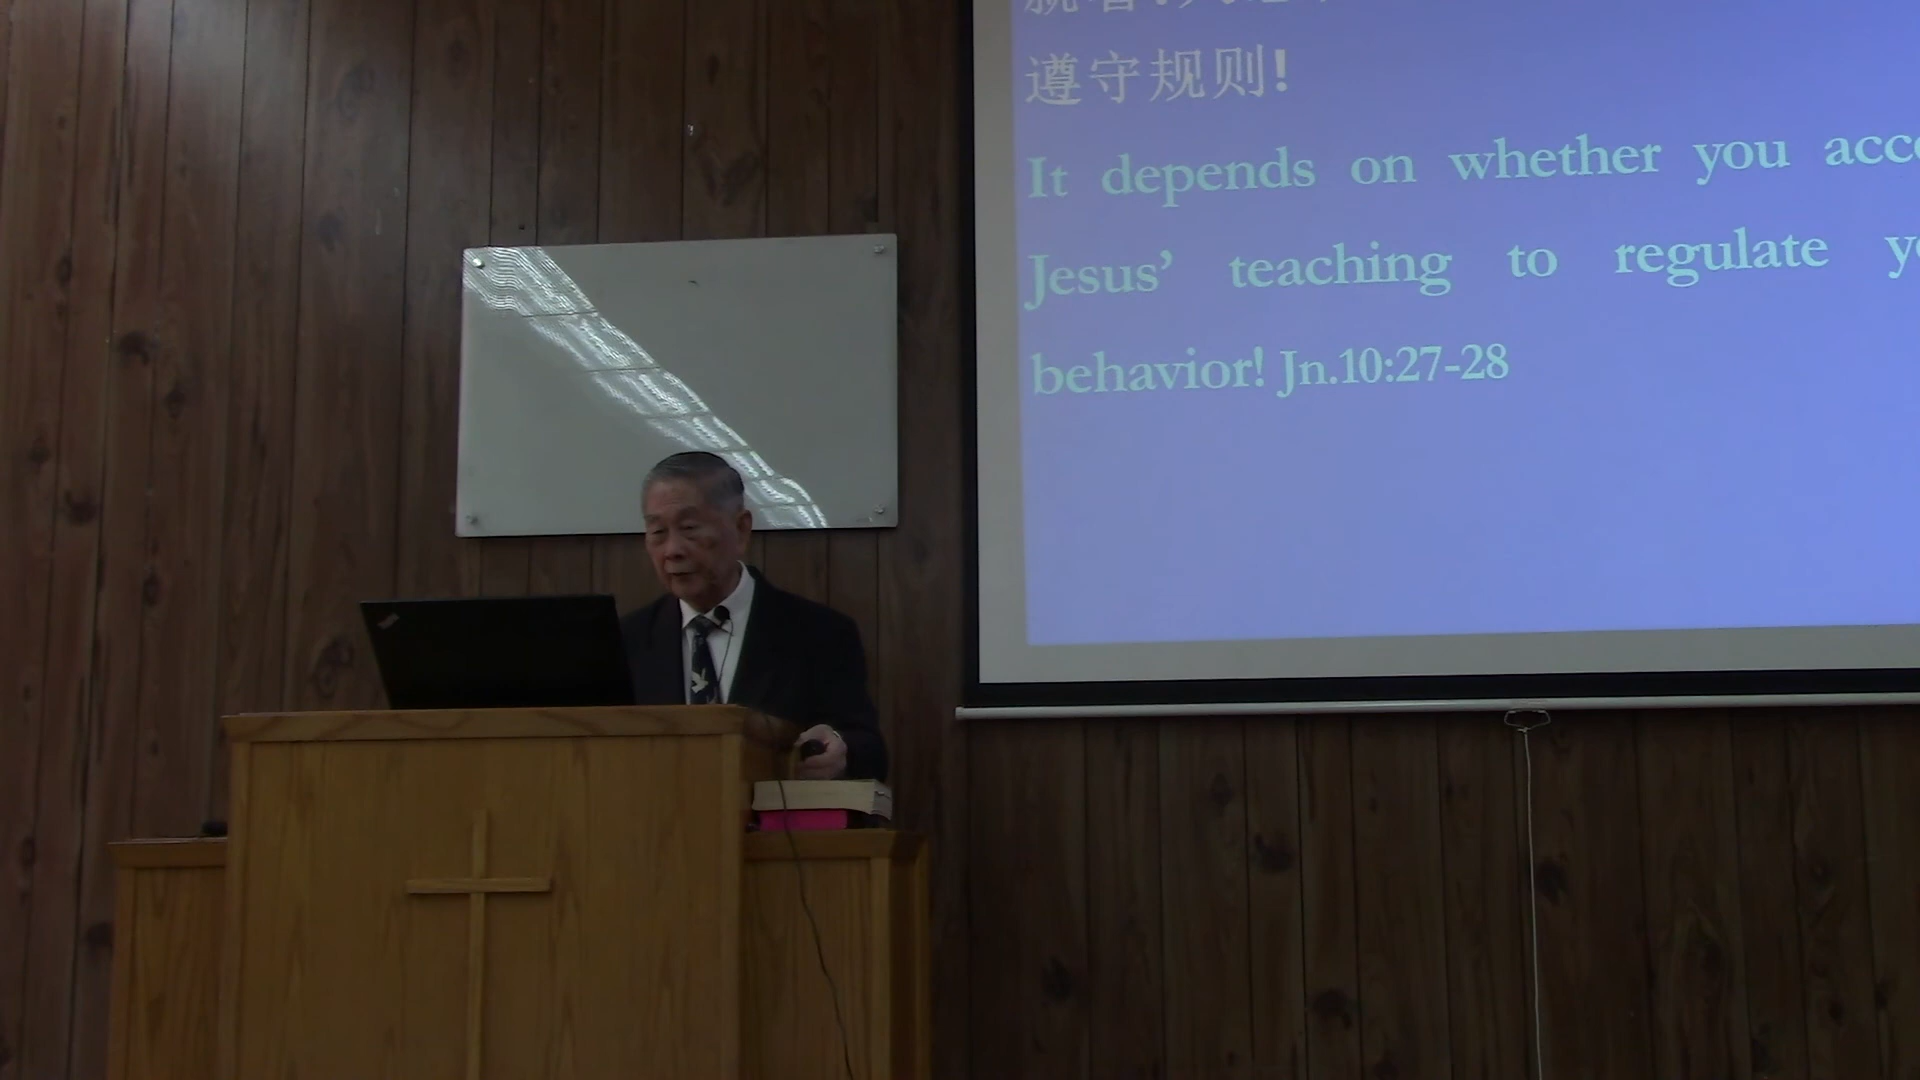 遵守规则!
It depends on whether you
Jesus’ teaching to regulate
behavior! Jn.10:27-28